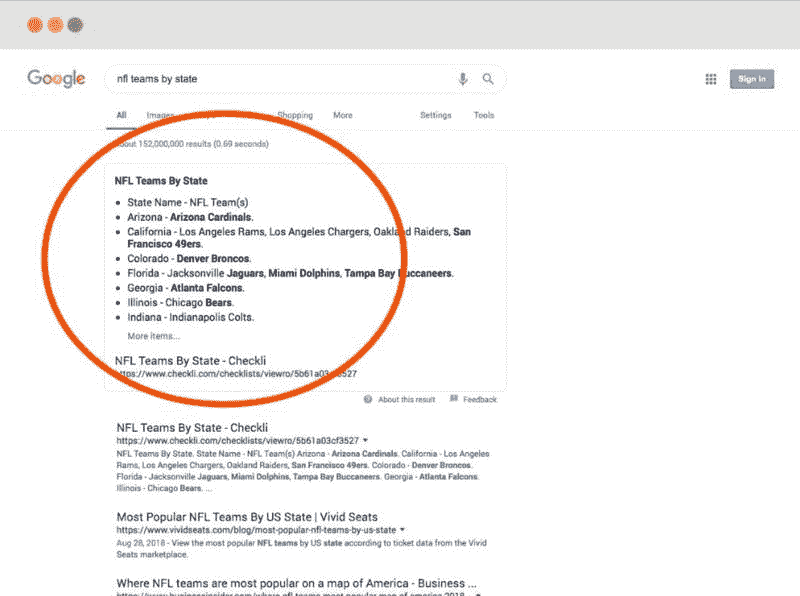 Google
nfl teams by state
Sign in
All Images Shopping More Settings Tools
About 152,000,000 results (0.69 seconds)
NFL Teams By State
State Name - NFL Team(s)
Arizona - Arizona Cardinals.
California - Los Angeles Rams, Los Angeles Chargers, Oakland Raiders, San
Francisco 49ers.
Colorado - Denver Broncos.
Florida - Jacksonville Jaguars, Miami Dolphins, Tampa Bay Buccaneers.
Georgia - Atlanta Falcons.
Illinois - Chicago Bears.
Indiana - Indianapolis Colts.
More items...
NFL Teams By State - Checkli
https://www.checkli.com/checklists/viewro/5b61a03cf3527
About this result Feedback
NFL Teams By State - Checkli
https://www.checkli.com/checklists/viewro/5b61a03cf3527
NFL Teams By State. State Name - NFL Team(s) Arizona - Arizona Cardinals. California - Los Angeles
Rams, Los Angeles Chargers, Oakland Raiders, San Francisco 49ers. Colorado - Denver Broncos.
Florida - Jacksonville Jaguars, Miami Dolphins, Tampa Bay Buccaneers. Georgia - Atlanta Falcons.
Illinois - Chicago Bears. ...
Most Popular NFL Teams By US State | Vivid Seats
https://www.vividseats.com/blog/most-popular-nfl-teams-by-us-state
Aug 28, 2018 - View the most popular NFL teams by US state according to ticket data from the Vivid
Seats marketplace.
Where NFL teams are most popular on a map of America - Business ...